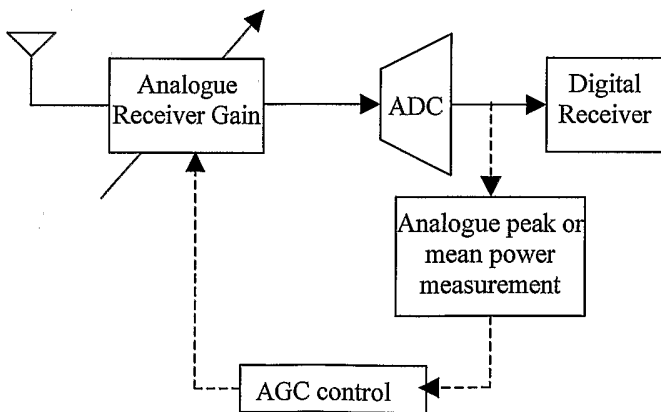 Analogue
Receiver Gain
ADC
Digital
Receiver
Analogue peak or
mean power
measurement
AGC control